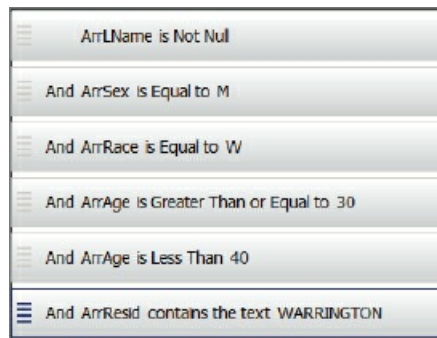 ArrLName is Not Null
And ArrSex is Equal to M
And ArrRace is Equal to W
And ArrAge is Greater Than or Equal to 30
And ArrAge is Less Than 40
And ArrResid contains the text WARRINGTON